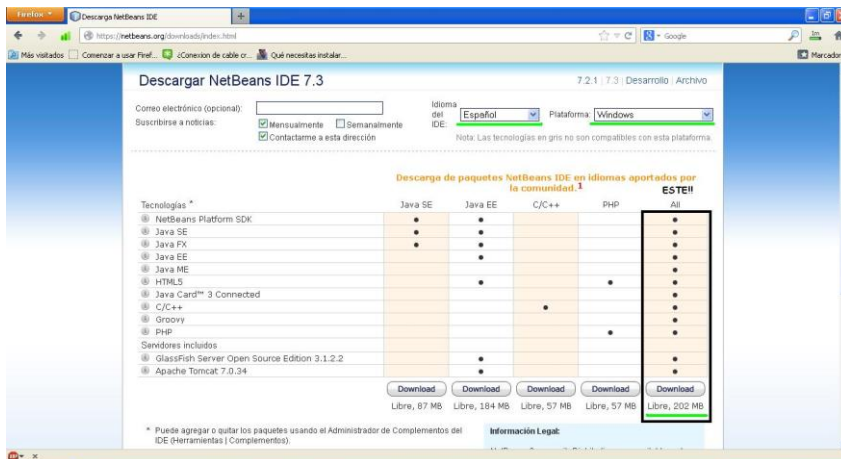 Firefox
Descarga NetBeans IDE
https://netbeans.org/downloads/index.html
Google
Más visitados
Comenzar a usar Firef...
¿Conexion de cable cr...
Qué necesitas instalar...
Marcador
Descargar NetBeans IDE 7.3
7.2.1 | 7.3 | Desarrollo | Archivo
Correo electrónico (opcional):
Idioma del IDE: Español
Plataforma: Windows
Suscribirse a noticias:
Mensualmente Semanalmente
Contactarme a esta dirección
Nota: Las tecnologías en gris no son compatibles con esta plataforma.
Descarga de paquetes NetBeans IDE en idiomas aportados por
la comunidad.1
ESTE!!
Tecnologías * Java SE Java EE C/C++ PHP All
NetBeans Platform SDK • • •
Java SE • • •
Java FX • • •
Java EE • •
Java ME •
HTML5 • • •
Java Card™ 3 Connected •
C/C++ • •
Groovy •
PHP • •
Servidores incluidos
GlassFish Server Open Source Edition 3.1.2.2 • •
Apache Tomcat 7.0.34 • •
Download Download Download Download Download
Libre, 87 MB Libre, 184 MB Libre, 57 MB Libre, 57 MB Libre, 202 MB
* Puede agregar o quitar los paquetes usando el Administrador de Complementos del
IDE (Herramientas | Complementos).
Información Legal: